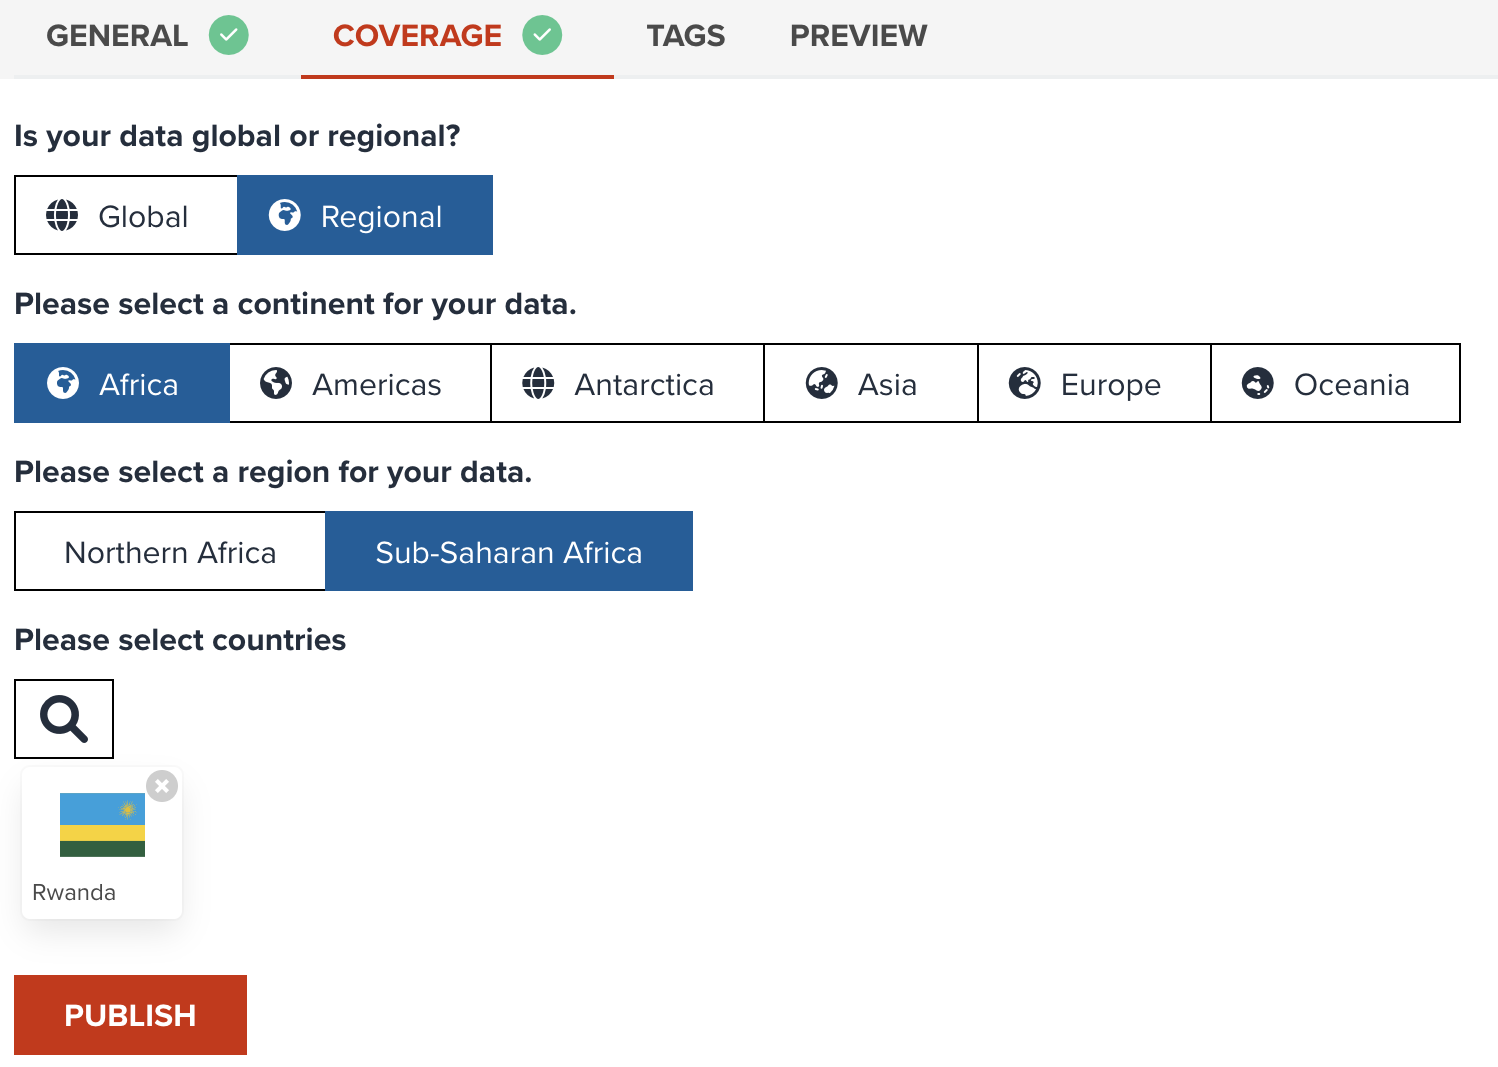 GENERAL COVERAGE TAGS PREVIEW
Is your data global or regional?
Global Regional
Please select a continent for your data.
Africa Americas Antarctica Asia Europe Oceania
Please select a region for your data.
Northern Africa Sub-Saharan Africa
Please select countries
Rwanda
PUBLISH